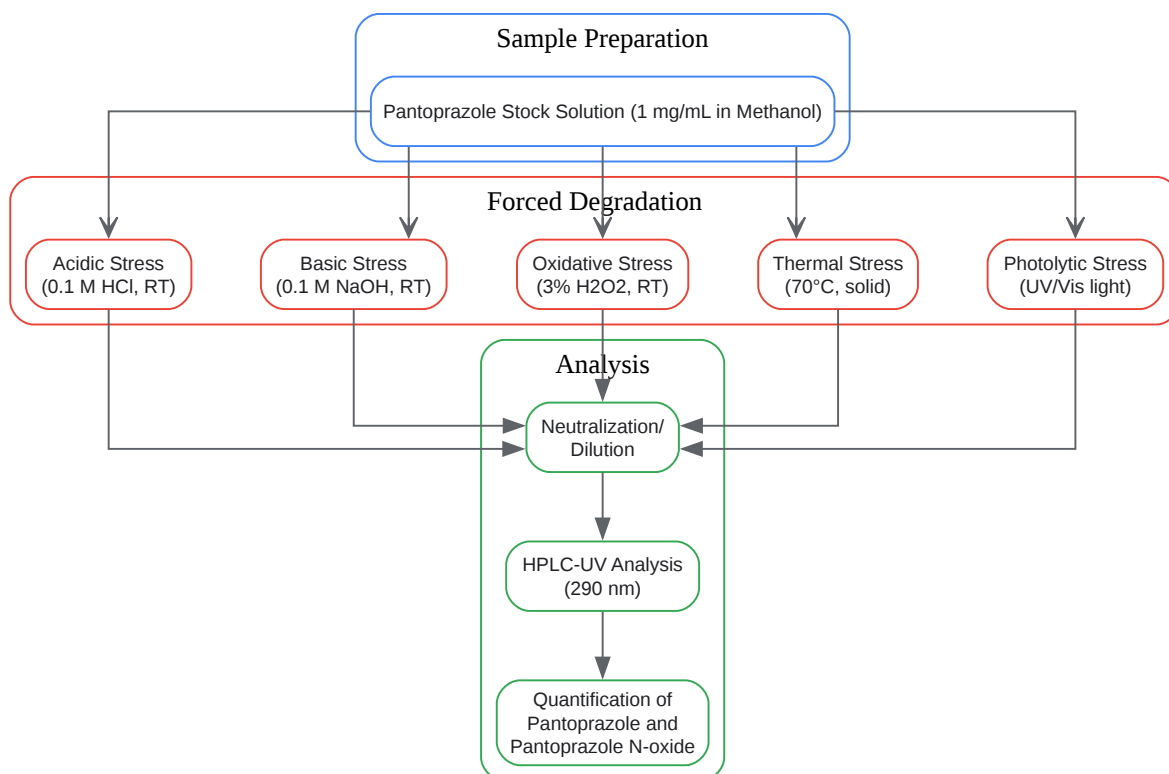 Sample Preparation
Pantoprazole Stock Solution (1 mg/mL in Methanol)
Forced Degradation
Acidic Stress
(0.1 M HCl, RT)
Basic Stress
(0.1 M NaOH, RT)
Oxidative Stress
(3% H2O2, RT)
Thermal Stress
(70°C, solid)
Photolytic Stress
(UV/Vis light)
Analysis
Neutralization/
Dilution
HPLC-UV Analysis
(290 nm)
Quantification of
Pantoprazole and
Pantoprazole N-oxide